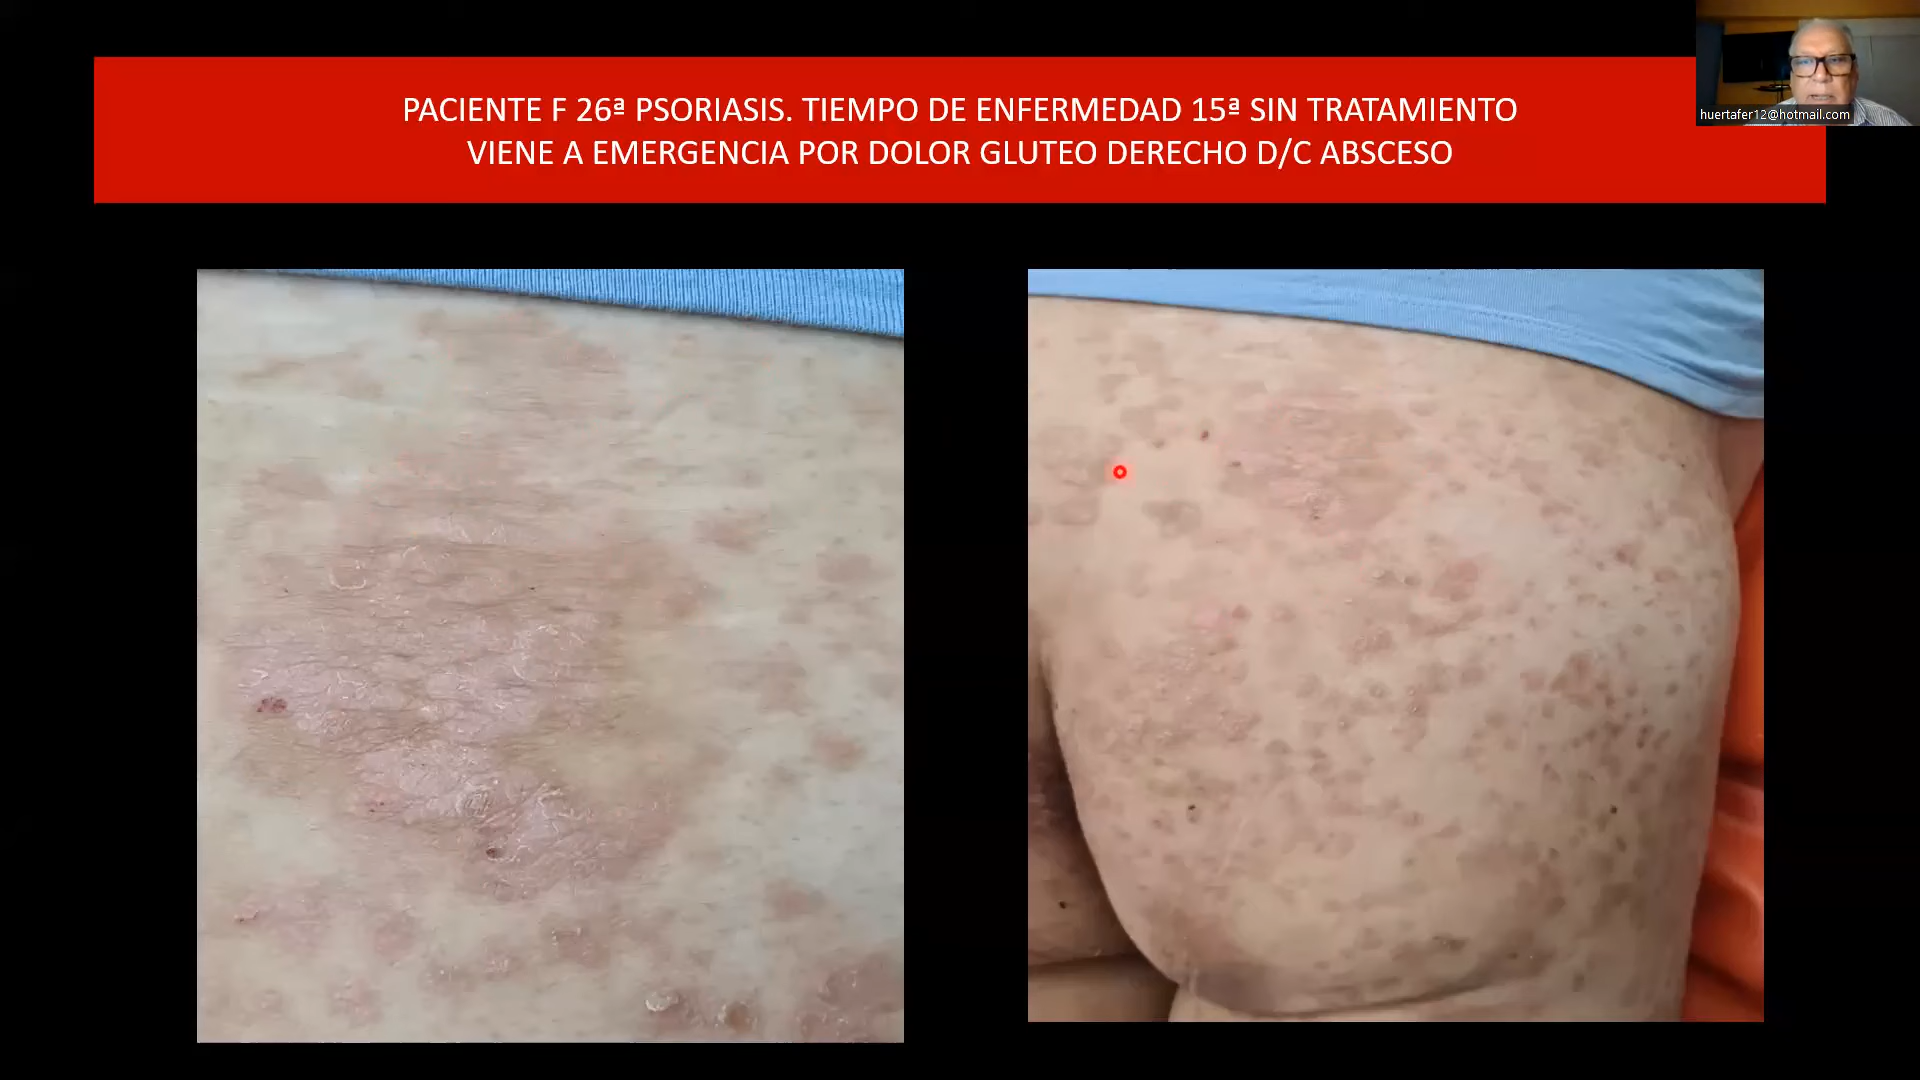 PACIENTE F 26ª PSORIASIS. TIEMPO DE ENFERMEDAD 15ª SIN TRATAMIENTO
VIENE A EMERGENCIA POR DOLOR GLUTEO DERECHO D/C ABSCESO
huertafer12@hotmail.com